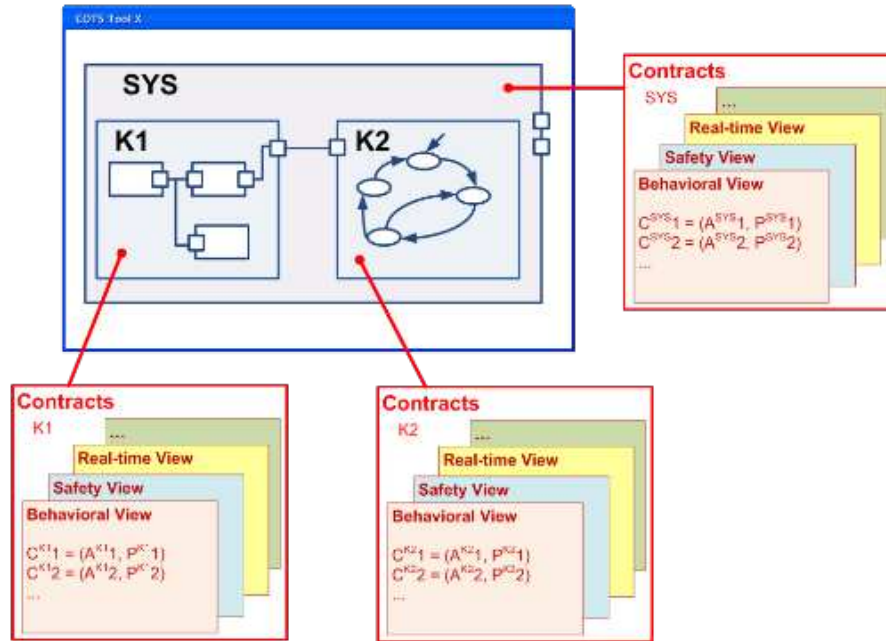 COTS Tool X
SYS
K1
K2
Contracts
SYS
...
Real-time View
Safety View
Behavioral View
C^SYS1 = (A^SYS1, P^SYS1)
C^SYS2 = (A^SYS2, P^SYS2)
...
Contracts
K1
...
Real-time View
Safety View
Behavioral View
C^K11 = (A^K11, P^K11)
C^K12 = (A^K12, P^K12)
...
Contracts
K2
...
Real-time View
Safety View
Behavioral View
C^K21 = (A^K21, P^K21)
C^K22 = (A^K22, P^K22)
...